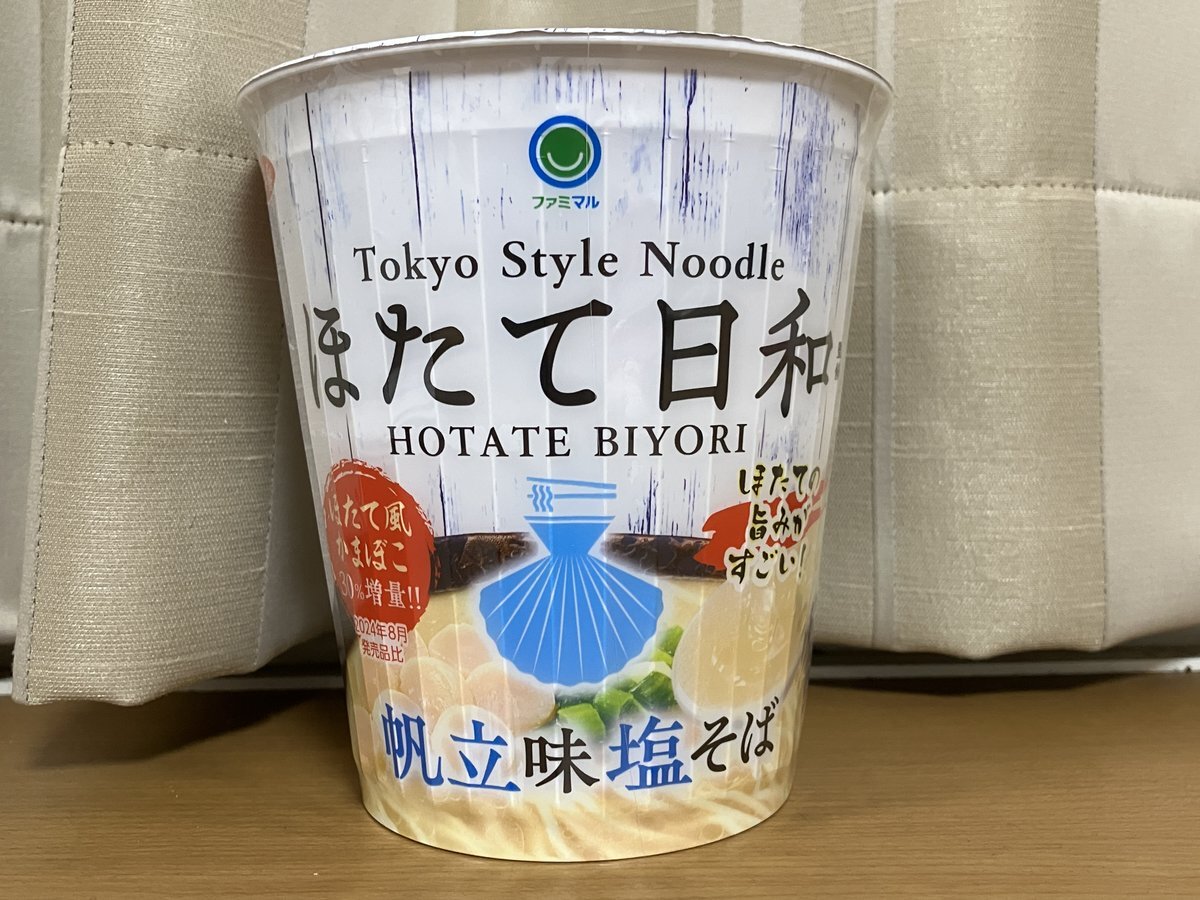 ファミマル
Tokyo Style Noodle
ほたて日和
HOTATE BIYORI
ほたての
旨みが
すごい!
ほたて風
かまぼこ
30%増量!!
2024年8月
発売品比
帆立味塩そば